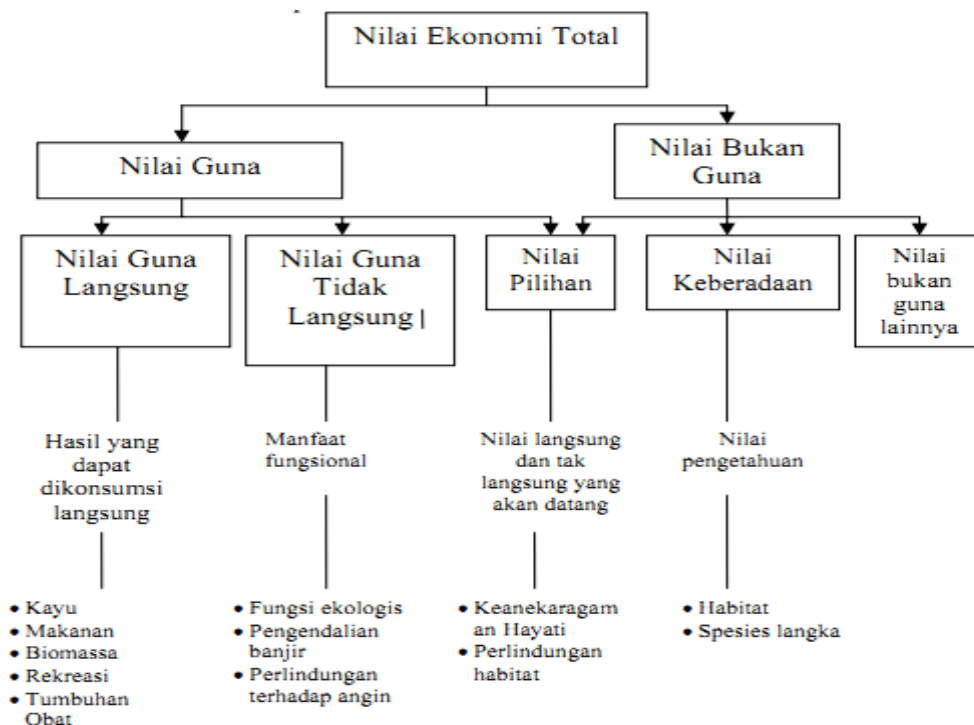 Nilai Ekonomi Total
Nilai Guna
Nilai Bukan
Guna
Nilai Guna
Langsung
Nilai Guna
Tidak
Langsung
Nilai
Pilihan
Nilai
Keberadaan
Nilai
bukan
guna
lainnya
Hasil yang
dapat
dikonsumsi
langsung
Manfaat
fungsional
Nilai langsung
dan tak
langsung yang
akan datang
Nilai
pengetahuan
• Kayu
• Makanan
• Biomassa
• Rekreasi
• Tumbuhan
Obat
• Fungsi ekologis
• Pengendalian
banjir
• Perlindungan
terhadap angin
• Keanekaragam
an Hayati
• Perlindungan
habitat
• Habitat
• Spesies langka